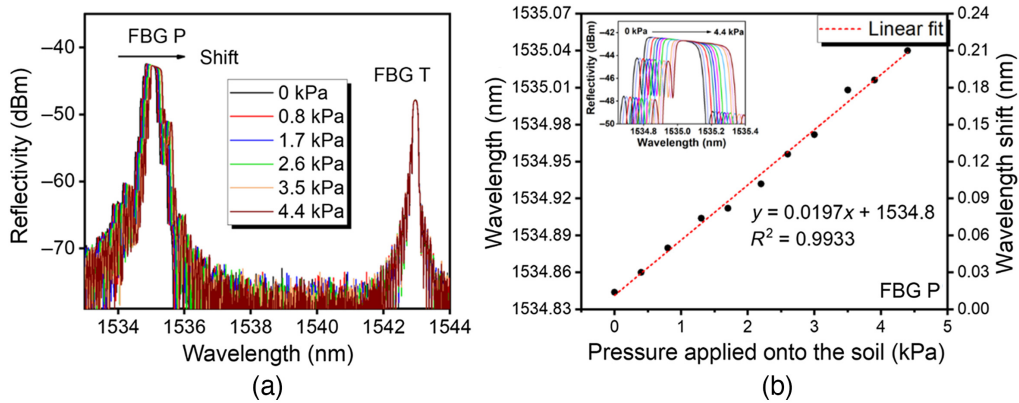 −40
−50
−60
−70
Reflectivity (dBm)
FBG P
Shift
FBG T
0 kPa
0.8 kPa
1.7 kPa
2.6 kPa
3.5 kPa
4.4 kPa
1534 1536 1538 1540 1542 1544
Wavelength (nm)
(a)
1535.07
1535.04
1535.01
1534.98
1534.95
1534.92
1534.89
1534.86
1534.83
Wavelength (nm)
0 kPa 4.4 kPa
−42
−44
−46
−48
−50
Reflectivity (dBm)
1534.8 1535.0 1535.2 1535.4
Wavelength (nm)
Linear fit
y = 0.0197x + 1534.8
R² = 0.9933
FBG P
0.24
0.21
0.18
0.15
0.12
0.09
0.06
0.03
0.00
Wavelength shift (nm)
0 1 2 3 4 5
Pressure applied onto the soil (kPa)
(b)